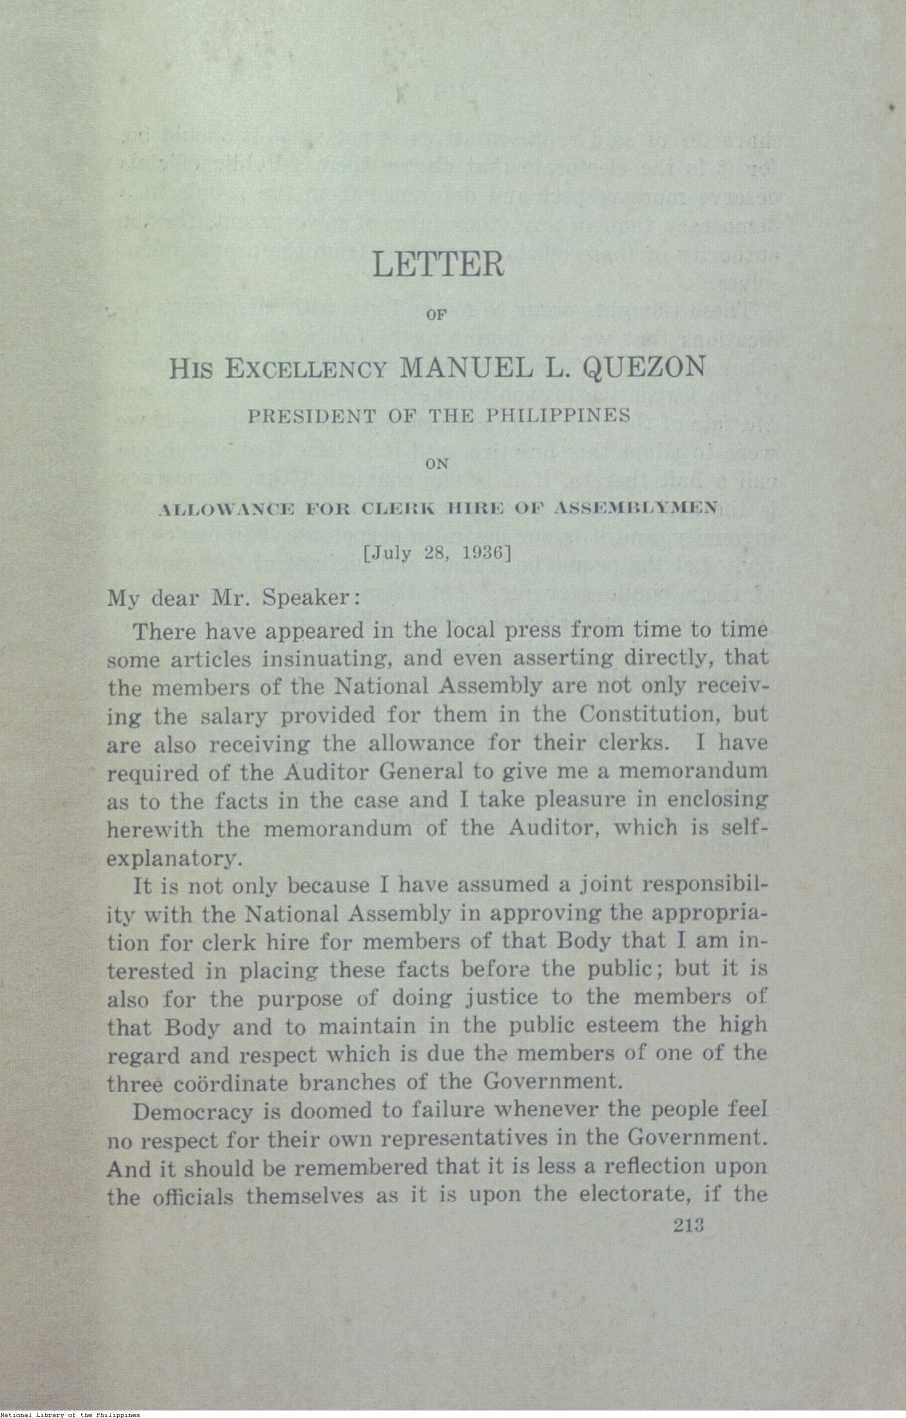 LETTER
OF
HIS EXCELLENCY MANUEL L. QUEZON
PRESIDENT OF THE PHILIPPINES
ON
ALLOWANCE FOR CLERK HIRE OF ASSEMBLYMEN
[July 28, 1936]
My dear Mr. Speaker:
There have appeared in the local press from time to time
some articles insinuating, and even asserting directly, that
the members of the National Assembly are not only receiv-
ing the salary provided for them in the Constitution, but
are also receiving the allowance for their clerks. I have
required of the Auditor General to give me a memorandum
as to the facts in the case and I take pleasure in enclosing
herewith the memorandum of the Auditor, which is self-
explanatory.
It is not only because I have assumed a joint responsibil-
ity with the National Assembly in approving the appropria-
tion for clerk hire for members of that Body that I am in-
terested in placing these facts before the public; but it is
also for the purpose of doing justice to the members of
that Body and to maintain in the public esteem the high
regard and respect which is due the members of one of the
three coördinate branches of the Government.
Democracy is doomed to failure whenever the people feel
no respect for their own representatives in the Government.
And it should be remembered that it is less a reflection upon
the officials themselves as it is upon the electorate, if the
213
National Library of the Philippines